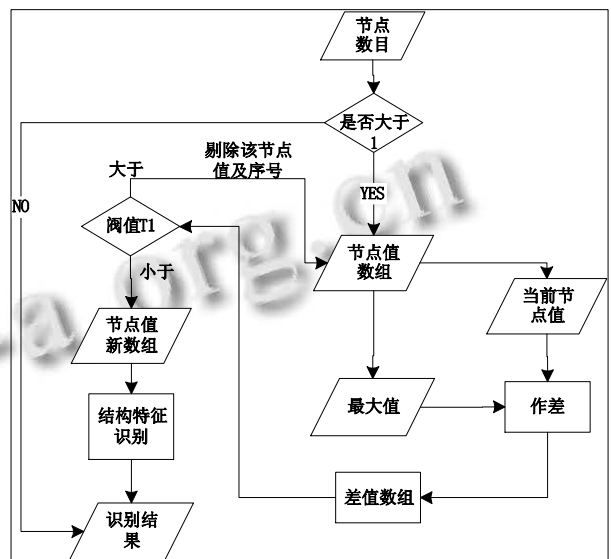 节点
数目
是否大于
1
YES
NO
大于
剔除该节点
值及序号
阀值T1
小于
节点值
数组
当前节
点值
节点值
新数组
最大值
作差
结构特征
识别
差值数组
识别结
果
a.org.cn